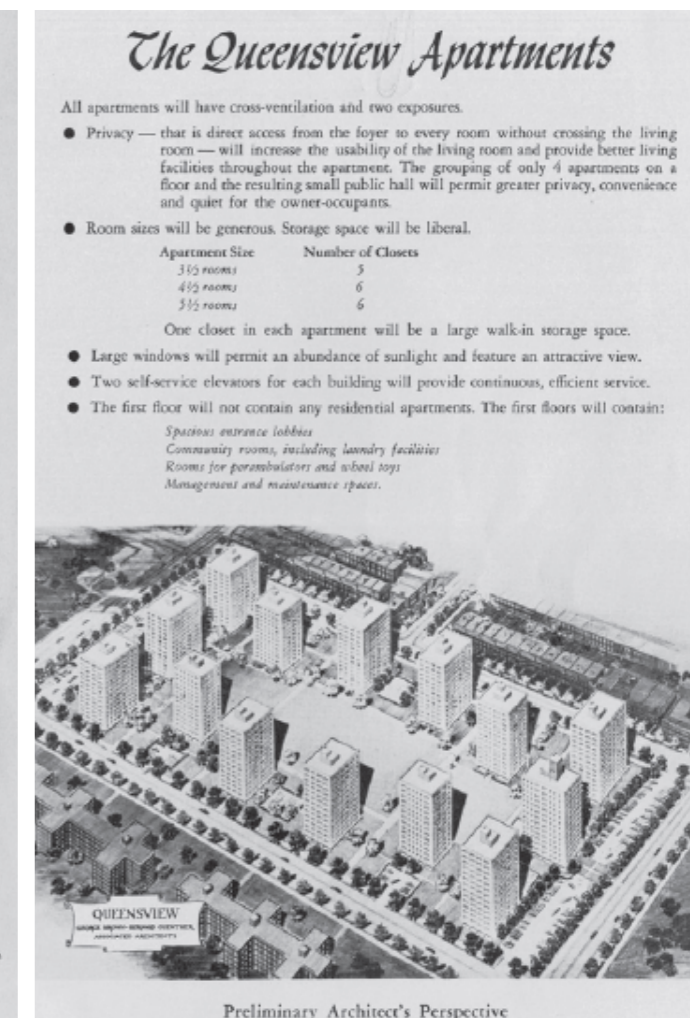 The Queensview Apartments
All apartments will have cross-ventilation and two exposures.
● Privacy — that is direct access from the foyer to every room without crossing the living
room — will increase the usability of the living room and provide better living
facilities throughout the apartment. The grouping of only 4 apartments on a
floor and the resulting small public hall will permit greater privacy, convenience
and quiet for the owner-occupants.
● Room sizes will be generous. Storage space will be liberal.
Apartment Size Number of Closets
3½ rooms 5
4½ rooms 6
5½ rooms 6
One closet in each apartment will be a large walk-in storage space.
● Large windows will permit an abundance of sunlight and feature an attractive view.
● Two self-service elevators for each building will provide continuous, efficient service.
● The first floor will not contain any residential apartments. The first floors will contain:
Spacious entrance lobbies
Community rooms, including laundry facilities
Rooms for perambulators and wheel toys
Management and maintenance spaces.
QUEENSVIEW
GEORGE BROWN-BERNARD GUENTHER,
ASSOCIATED ARCHITECTS
Preliminary Architect's Perspective